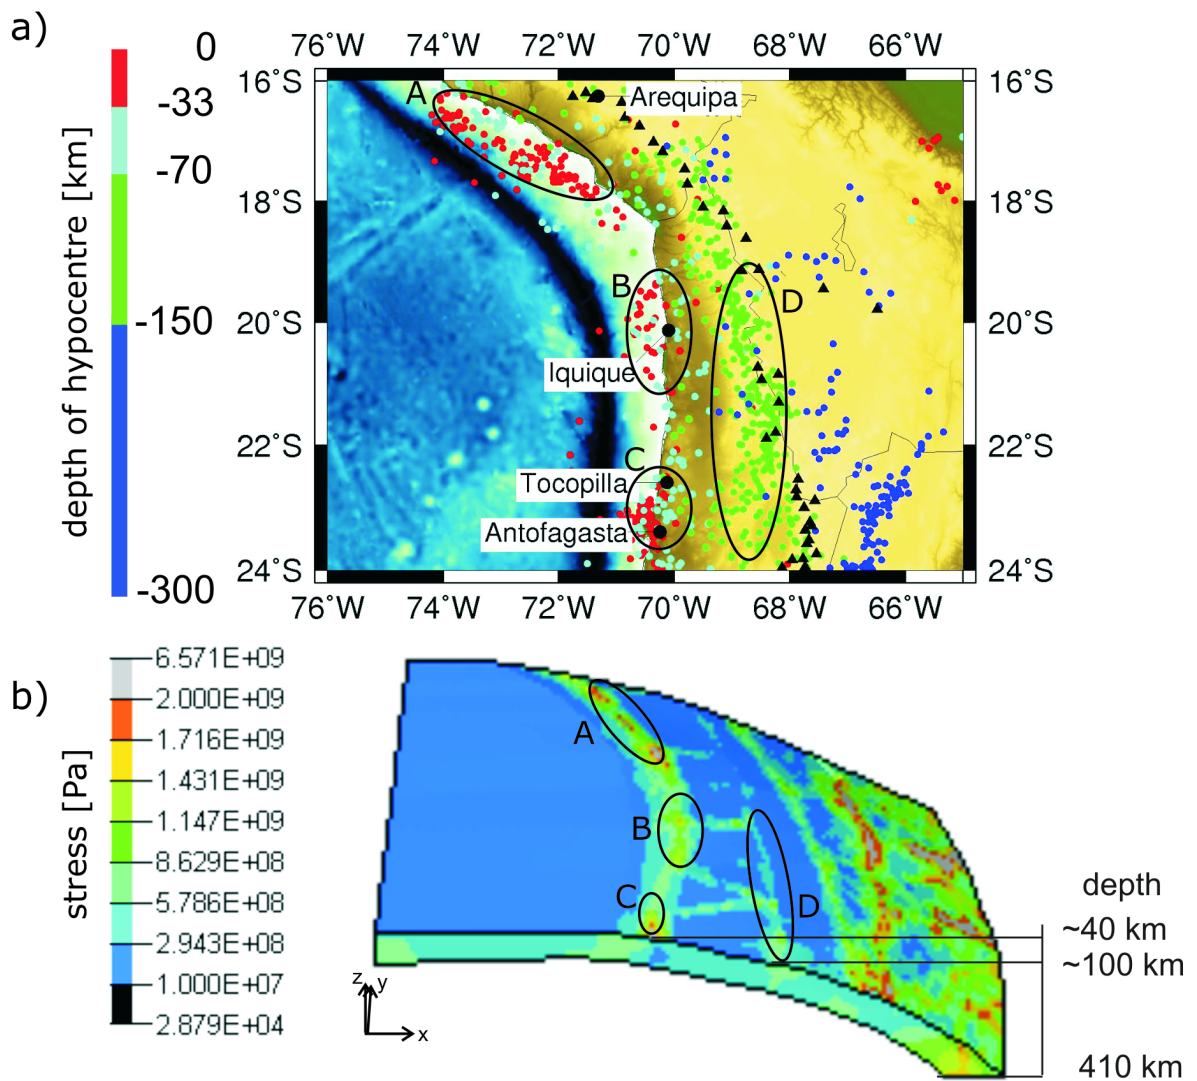 a)
76°W 74°W 72°W 70°W 68°W 66°W
0
-33
-70
-150
-300
depth of hypocentre [km]
16°S 16°S
18°S 18°S
20°S 20°S
22°S 22°S
24°S 24°S
A
Arequipa
B
D
Iquique
C
Tocopilla
Antofagasta
76°W 74°W 72°W 70°W 68°W 66°W
b)
6.571E+09
2.000E+09
1.716E+09
1.431E+09
1.147E+09
8.629E+08
5.786E+08
2.943E+08
1.000E+07
2.879E+04
stress [Pa]
A
B
C
D
depth
~40 km
~100 km
410 km
z
y
x